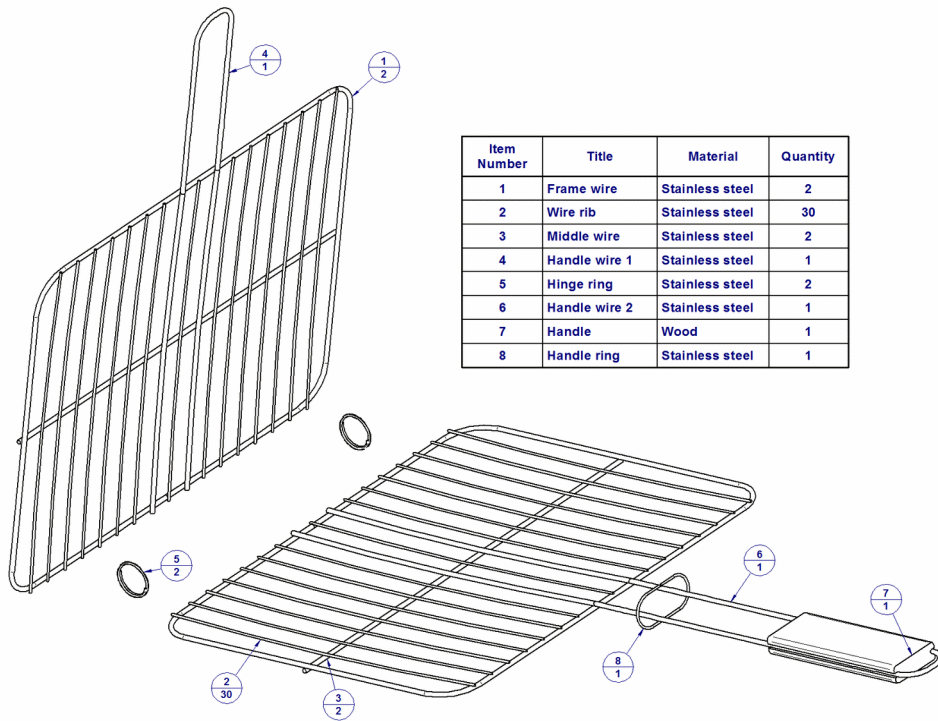 4
1
1
2
Item Number Title Material Quantity
1 Frame wire Stainless steel 2
2 Wire rib Stainless steel 30
3 Middle wire Stainless steel 2
4 Handle wire 1 Stainless steel 1
5 Hinge ring Stainless steel 2
6 Handle wire 2 Stainless steel 1
7 Handle Wood 1
8 Handle ring Stainless steel 1
5
2
6
1
7
1
8
1
2
30
3
2